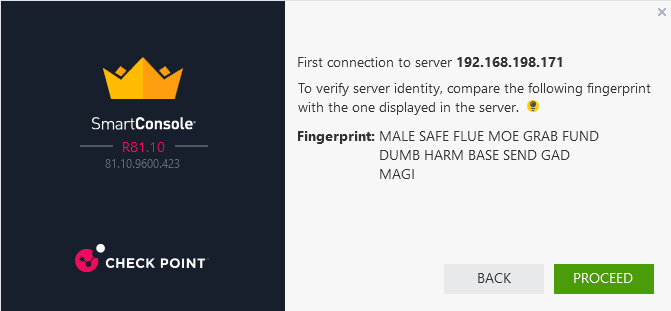 SmartConsole
R81.10
81.10.9600.423
CHECK POINT
First connection to server 192.168.198.171
To verify server identity, compare the following fingerprint
with the one displayed in the server.
Fingerprint: MALE SAFE FLUE MOE GRAB FUND
DUMB HARM BASE SEND GAD
MAGI
BACK
PROCEED